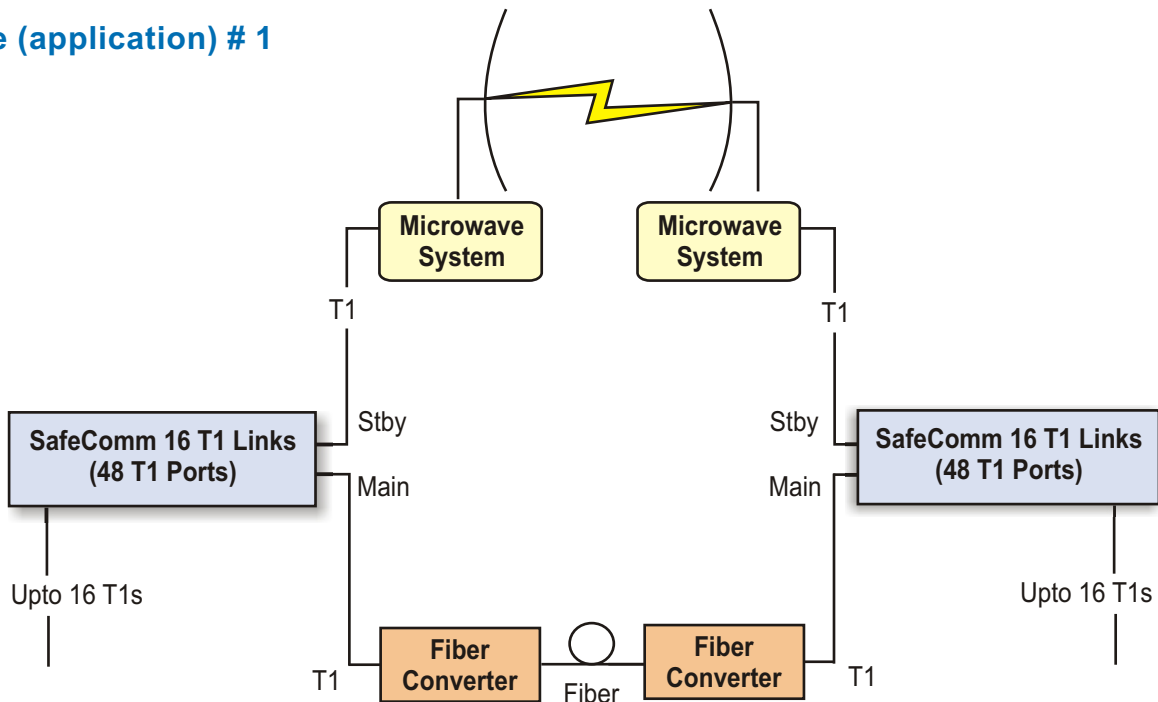 e (application) # 1
Microwave
System
Microwave
System
T1
T1
Stby
Stby
SafeComm 16 T1 Links
(48 T1 Ports)
SafeComm 16 T1 Links
(48 T1 Ports)
Main
Main
Upto 16 T1s
Upto 16 T1s
Fiber
Converter
Fiber
Converter
T1
Fiber
T1